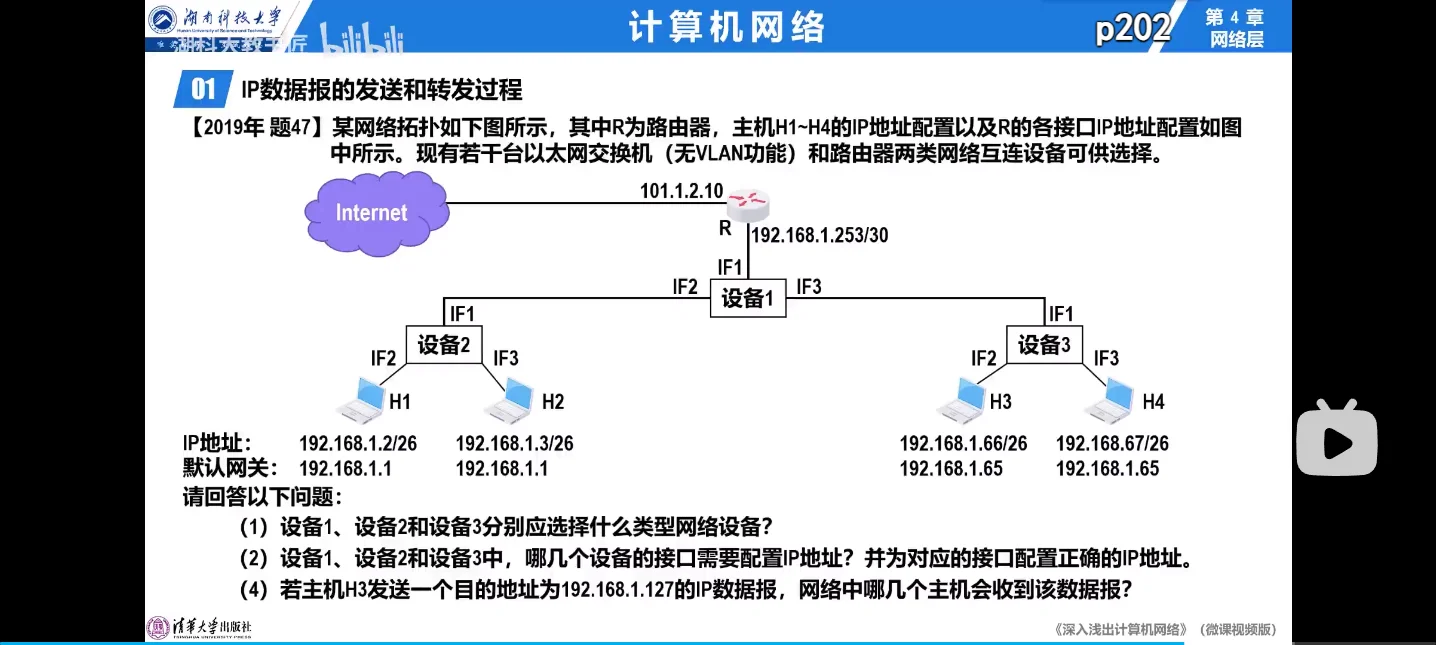 湖南科技大学
Hunan University of Science and Technology
湖科大教书匠
bilibili
计算机网络
p202
第 4 章
网络层
01 IP数据报的发送和转发过程
【2019年 题47】某网络拓扑如下图所示，其中R为路由器，主机H1~H4的IP地址配置以及R的各接口IP地址配置如图
中所示。现有若干台以太网交换机（无VLAN功能）和路由器两类网络互连设备可供选择。
Internet
101.1.2.10
R
192.168.1.253/30
IF1
IF2
设备1
IF3
IF1
设备2
IF2
IF3
H1
H2
IF1
设备3
IF2
IF3
H3
H4
IP地址： 192.168.1.2/26 192.168.1.3/26 192.168.1.66/26 192.168.67/26
默认网关： 192.168.1.1 192.168.1.1 192.168.1.65 192.168.1.65
请回答以下问题：
（1）设备1、设备2和设备3分别应选择什么类型网络设备？
（2）设备1、设备2和设备3中，哪几个设备的接口需要配置IP地址？并为对应的接口配置正确的IP地址。
（4）若主机H3发送一个目的地址为192.168.1.127的IP数据报，网络中哪几个主机会收到该数据报？
清华大学出版社
TSINGHUA UNIVERSITY PRESS
《深入浅出计算机网络》（微课视频版）